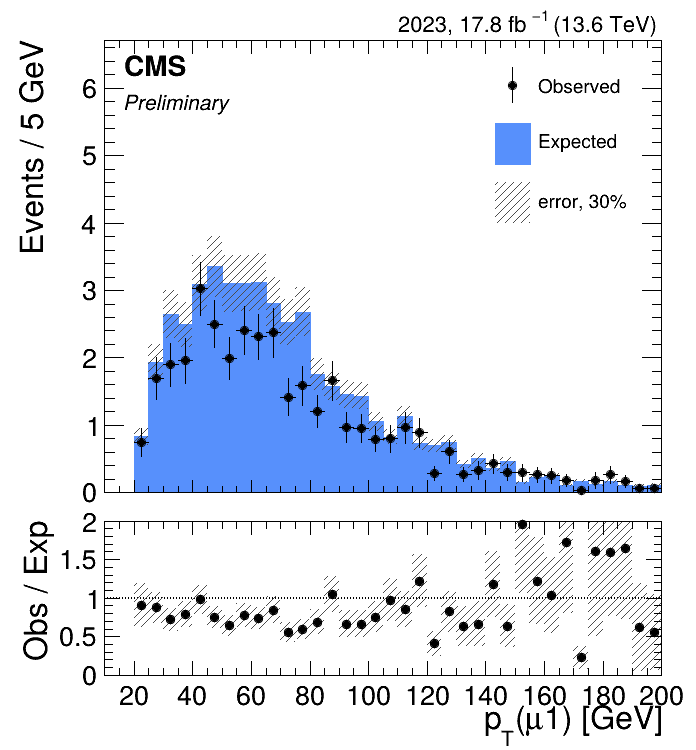 2023, 17.8 fb⁻¹ (13.6 TeV)
CMS
Preliminary
Observed
Expected
error, 30%
Events / 5 GeV
6
5
4
3
2
1
0
Obs / Exp
2
1.5
1
0.5
0
20 40 60 80 100 120 140 160 180 200
p_T(μ1) [GeV]